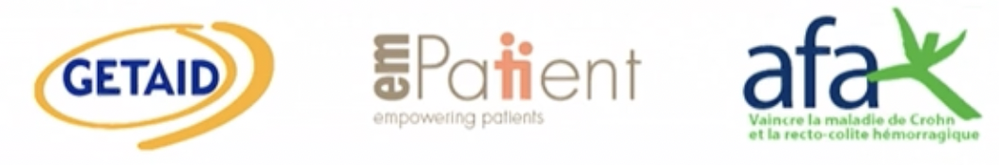 GETAID
emPatient
empowering patients
afa
Vaincre la maladie de Crohn
et la recto-colite hémorragique